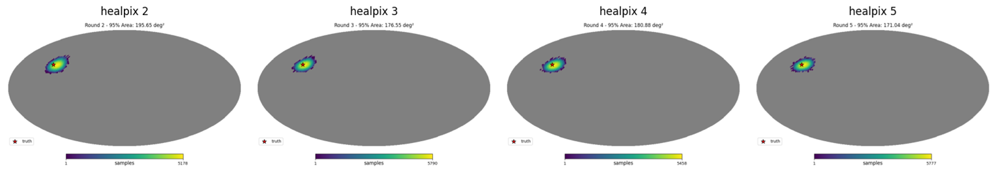 healpix 2
Round 2 - 95% Area: 195.65 deg²
truth
1 samples 5178
healpix 3
Round 3 - 95% Area: 176.55 deg²
truth
1 samples 5790
healpix 4
Round 4 - 95% Area: 180.88 deg²
truth
1 samples 5458
healpix 5
Round 5 - 95% Area: 171.04 deg²
truth
1 samples 5777